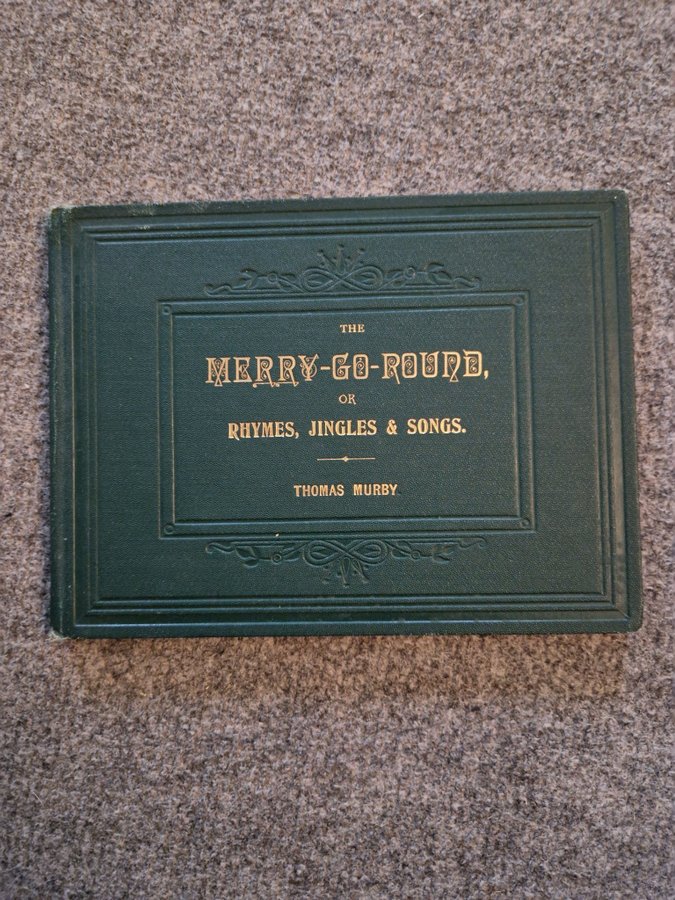 THE
MERRY-GO-ROUND,
OR
RHYMES, JINGLES & SONGS.
THOMAS MURBY